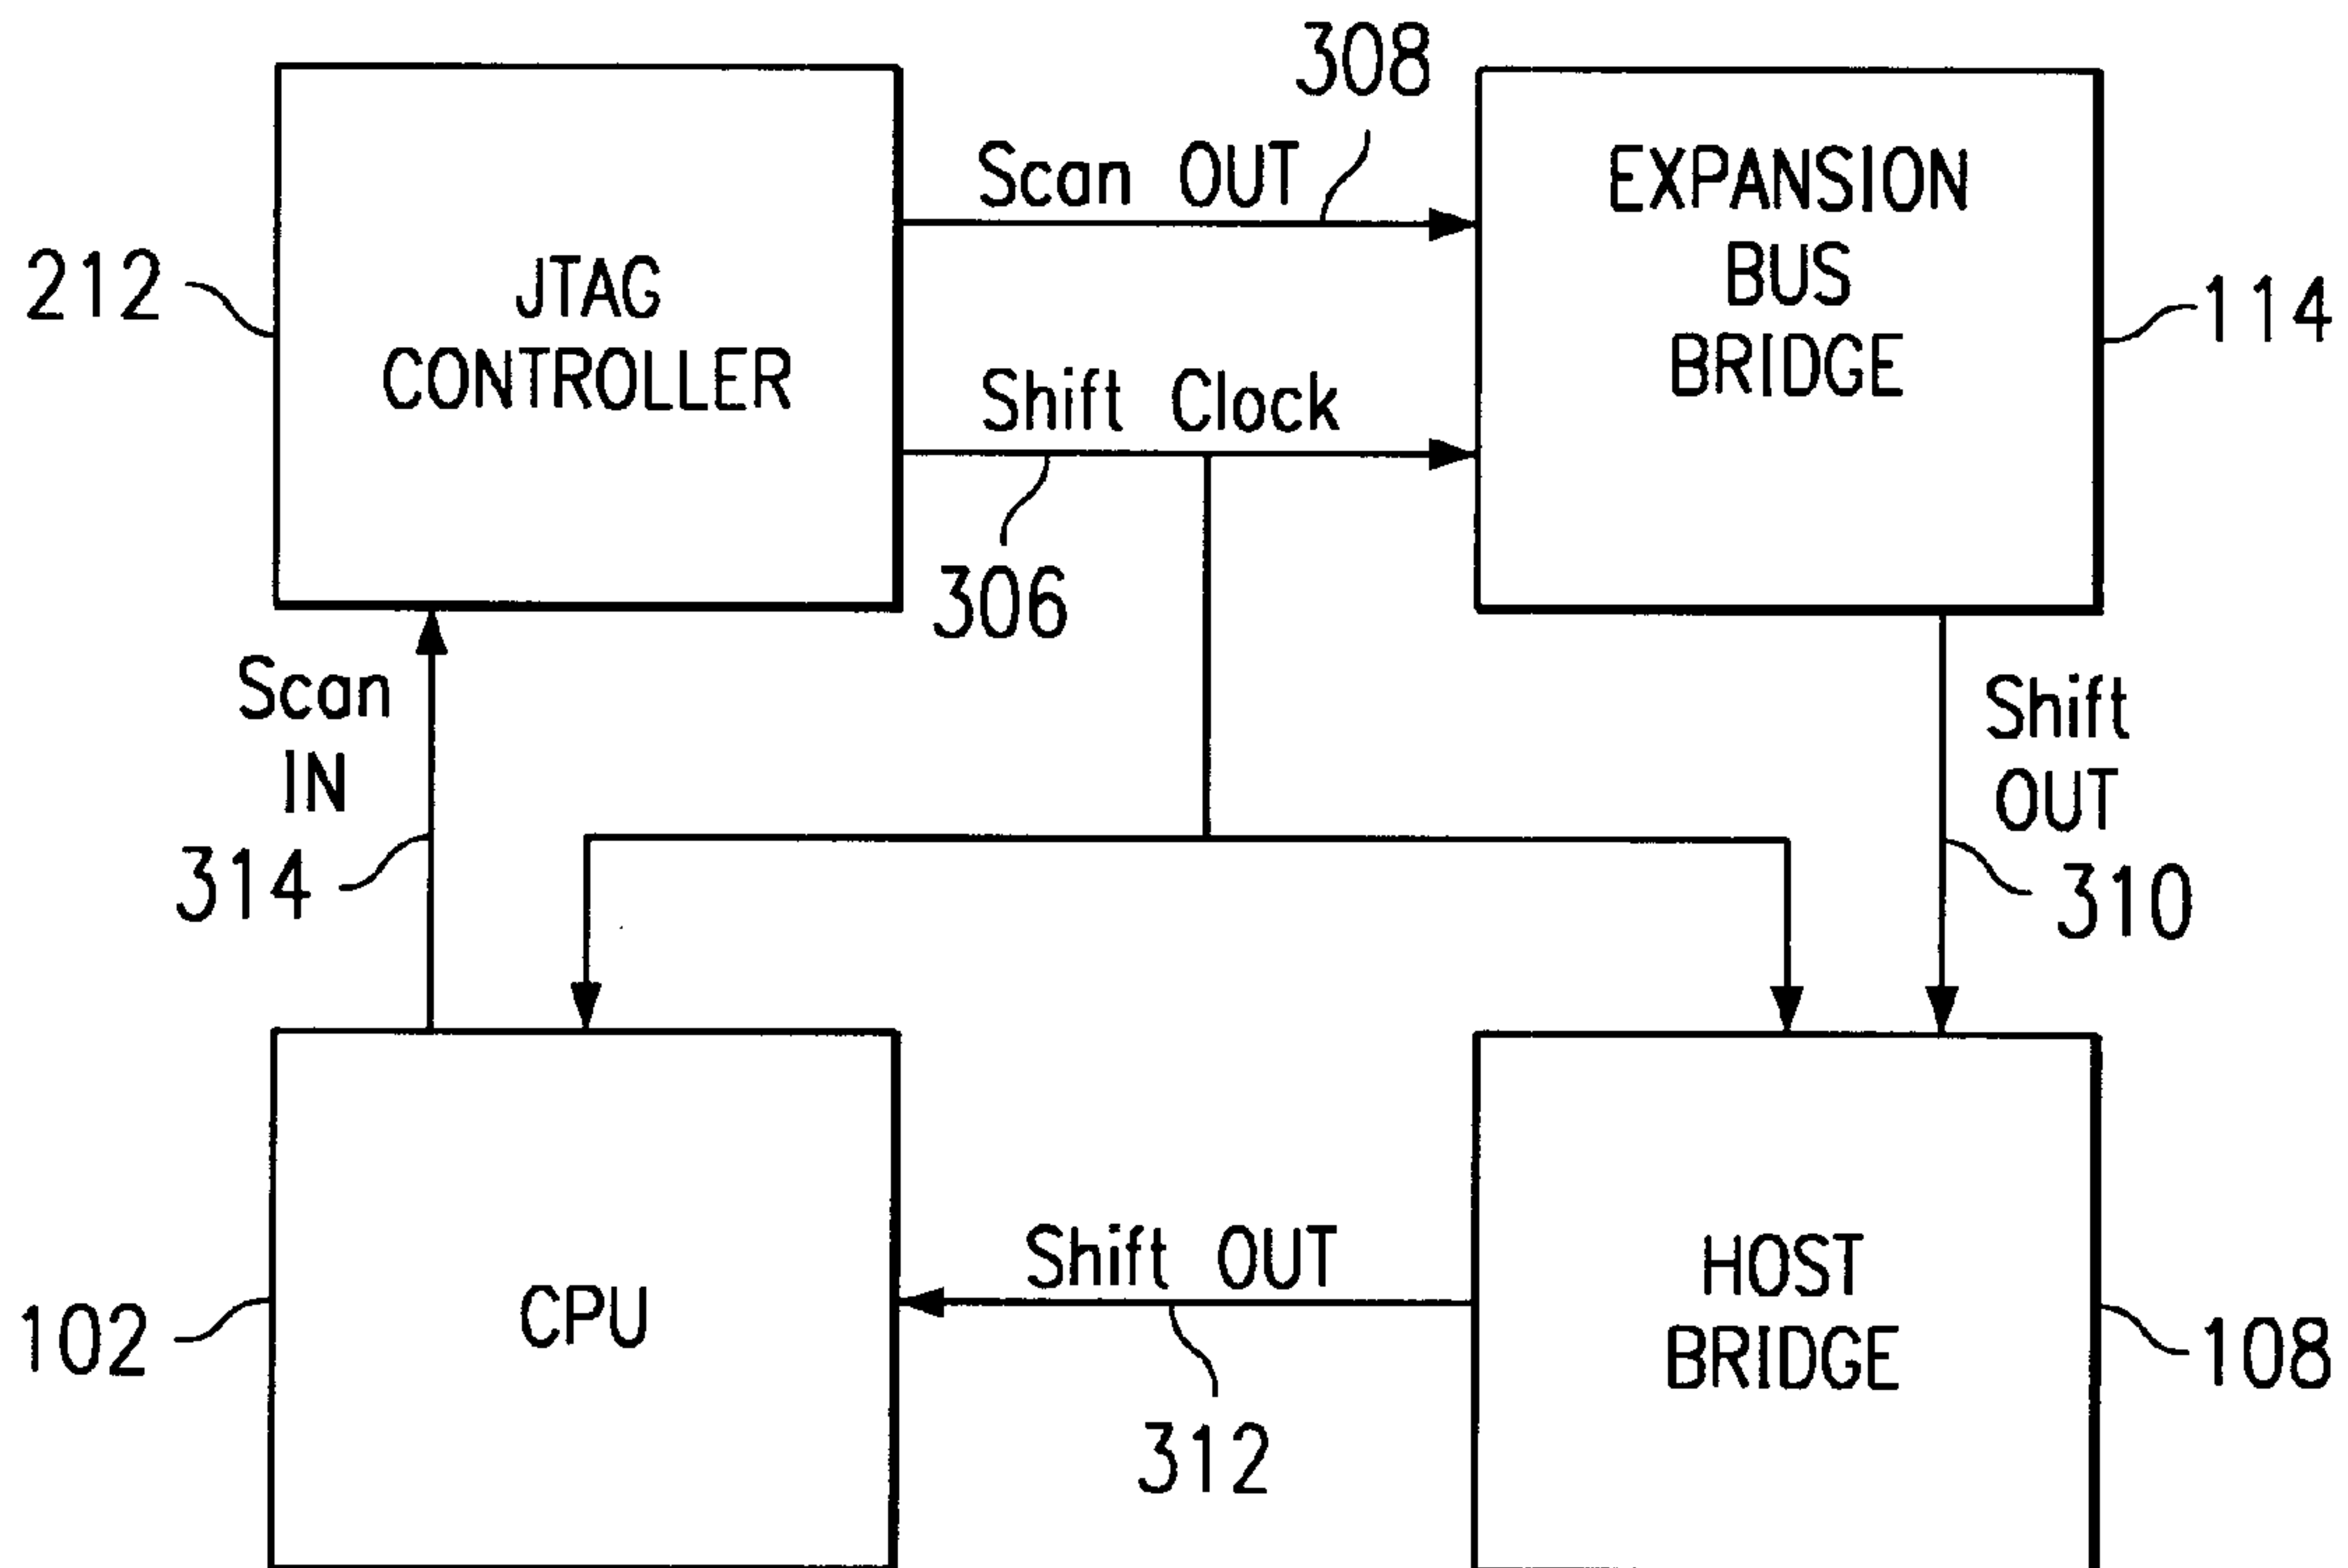 308
Scan OUT
EXPANSION
BUS
BRIDGE
212
JTAG
CONTROLLER
114
Shift Clock
306
Scan
IN
314
Shift
OUT
310
102
CPU
Shift OUT
312
HOST
BRIDGE
108